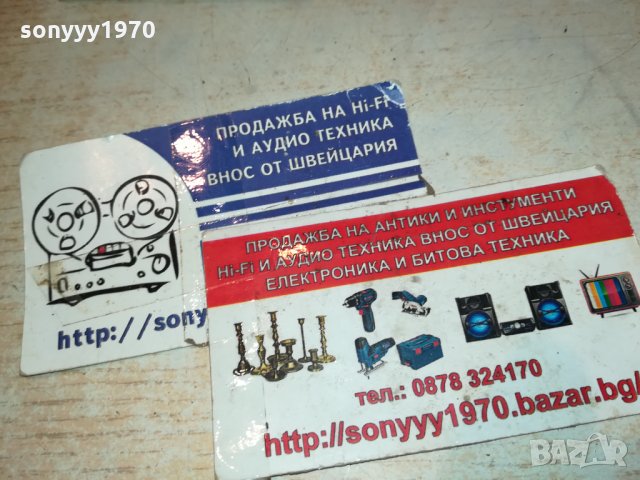 sonyyy1970
ПРОДАЖБА НА Hi-Fi
И АУДИО ТЕХНИКА
ВНОС ОТ ШВЕЙЦАРИЯ
http://sony
ПРОДАЖБА НА АНТИКИ И ИНСТУМЕНТИ
Hi-Fi И АУДИО ТЕХНИКА ВНОС ОТ ШВЕЙЦАРИЯ
ЕЛЕКТРОНИКА И БИТОВА ТЕХНИКА
тел.: 0878 324170
http://sonyyy1970.bazar.bg/
BAZAR.bg